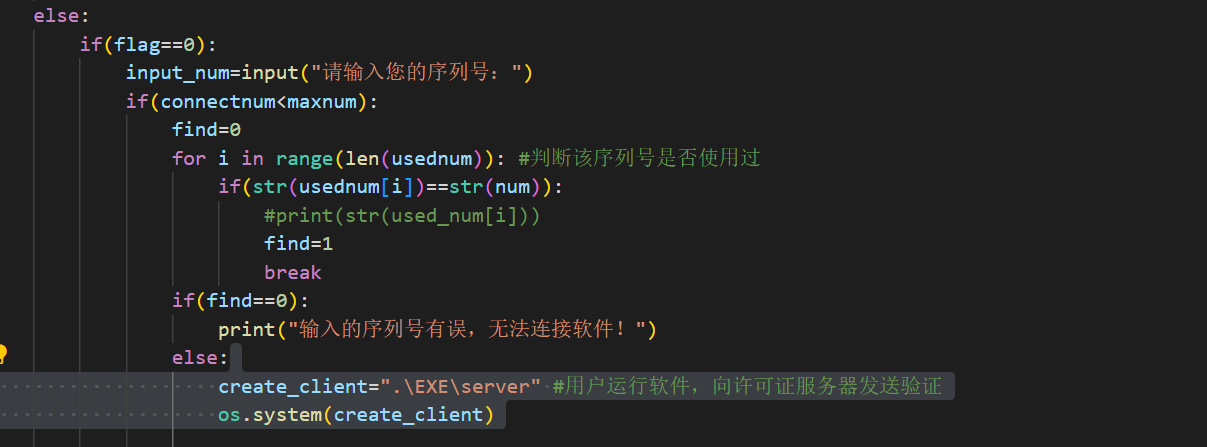 else:
if(flag==0):
input_num=input("请输入您的序列号：")
if(connectnum<maxnum):
find=0
for i in range(len(usednum)): #判断该序列号是否使用过
if(str(usednum[i])==str(num)):
#print(str(used_num[i]))
find=1
break
if(find==0):
print("输入的序列号有误，无法连接软件！")
else:
create_client=".\EXE\server" #用户运行软件，向许可证服务器发送验证
os.system(create_client)